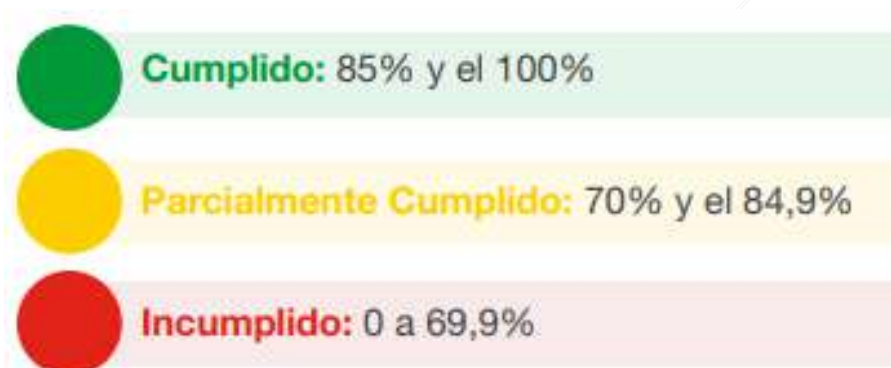 Cumplido: 85% y el 100%
Parcialmente Cumplido: 70% y el 84,9%
Incumplido: 0 a 69,9%